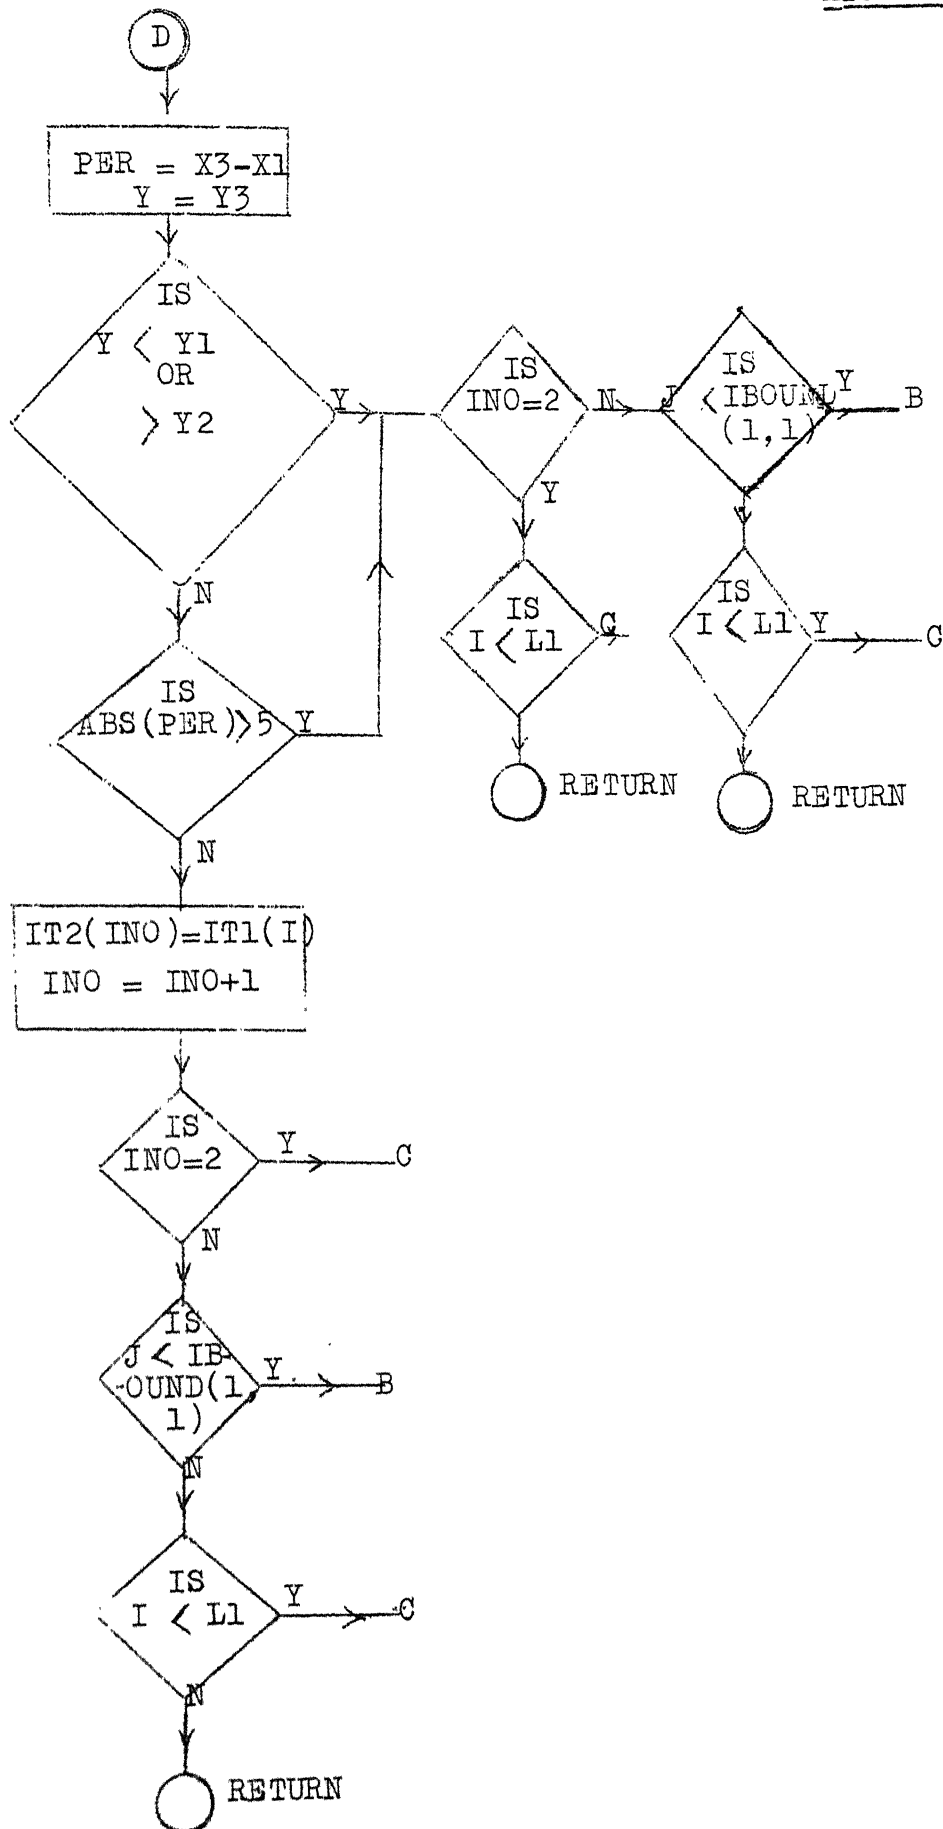 D
PER = X3-X1
Y = Y3
IS
Y < Y1
OR
> Y2
Y
N
IS
INO=2
N
Y
IS
J < IBOUND
(1,1)
Y
B
IS
I < L1
C
RETURN
IS
I < L1
Y
C
RETURN
IS
ABS(PER)>5
Y
N
IT2(INO)=IT1(I)
INO = INO+1
IS
INO=2
Y
C
N
IS
J < IB-
-OUND(1,
1)
Y
B
N
IS
I < L1
Y
C
N
RETURN